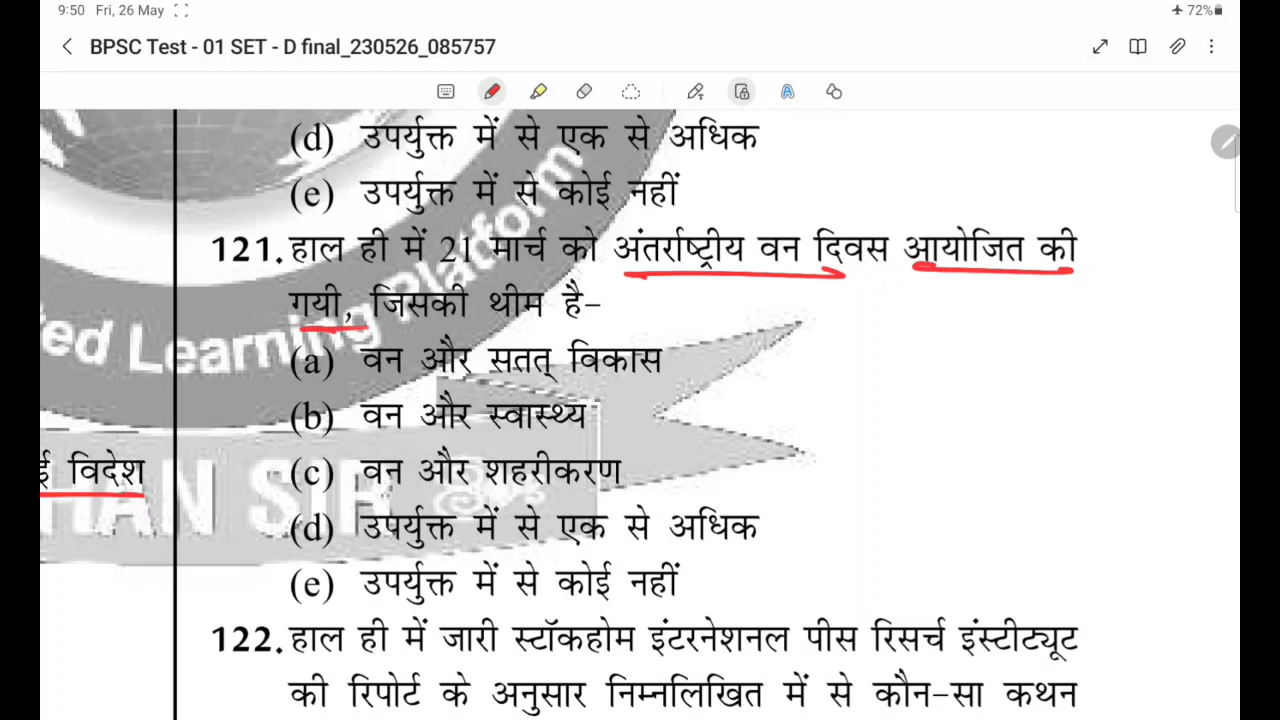 9:50 Fri, 26 May
72%
BPSC Test - 01 SET - D final_230526_085757
(d) उपर्युक्त में से एक से अधिक
(e) उपर्युक्त में से कोई नहीं
121. हाल ही में 21 मार्च को अंतर्राष्ट्रीय वन दिवस आयोजित की
गयी, जिसकी थीम है-
(a) वन और सतत् विकास
(b) वन और स्वास्थ्य
(c) वन और शहरीकरण
(d) उपर्युक्त में से एक से अधिक
(e) उपर्युक्त में से कोई नहीं
122. हाल ही में जारी स्टॉकहोम इंटरनेशनल पीस रिसर्च इंस्टीट्यूट
की रिपोर्ट के अनुसार निम्नलिखित में से कौन-सा कथन
विदेश
Learning Platform
SIR